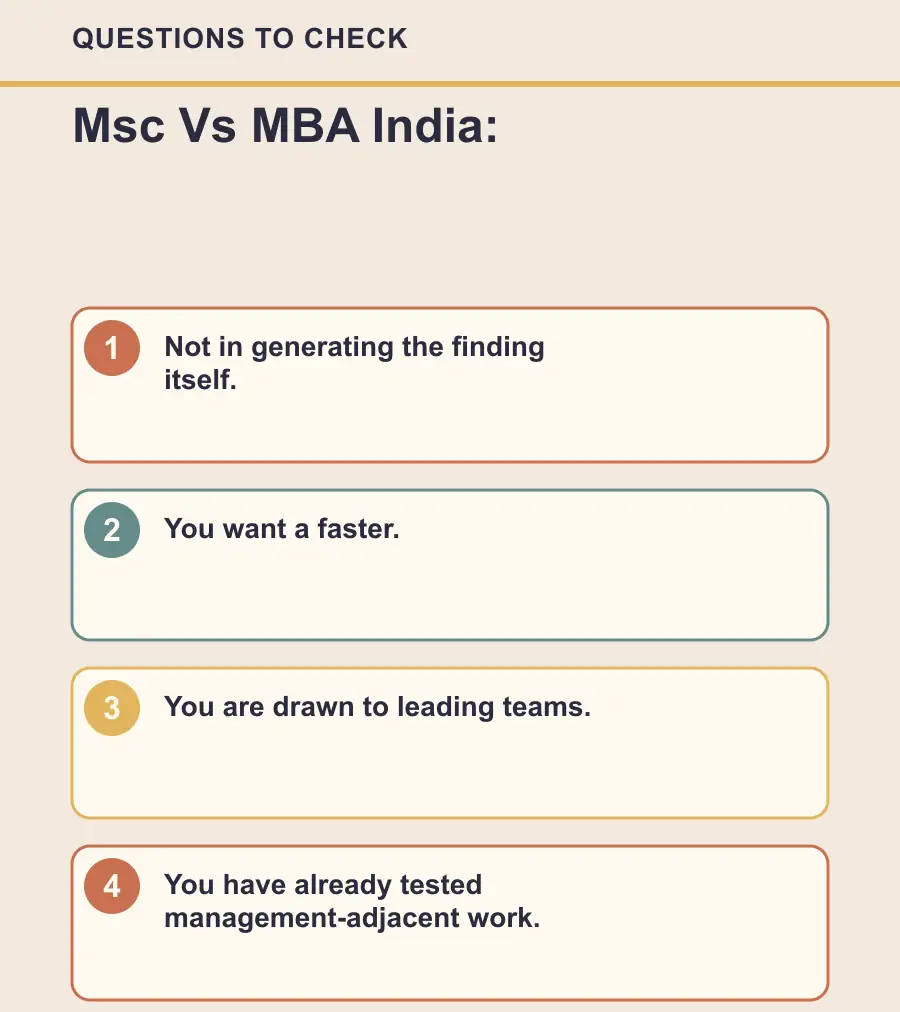 QUESTIONS TO CHECK
Msc Vs MBA India:
1
Not in generating the finding
itself.
2
You want a faster.
3
You are drawn to leading teams.
4
You have already tested
management-adjacent work.